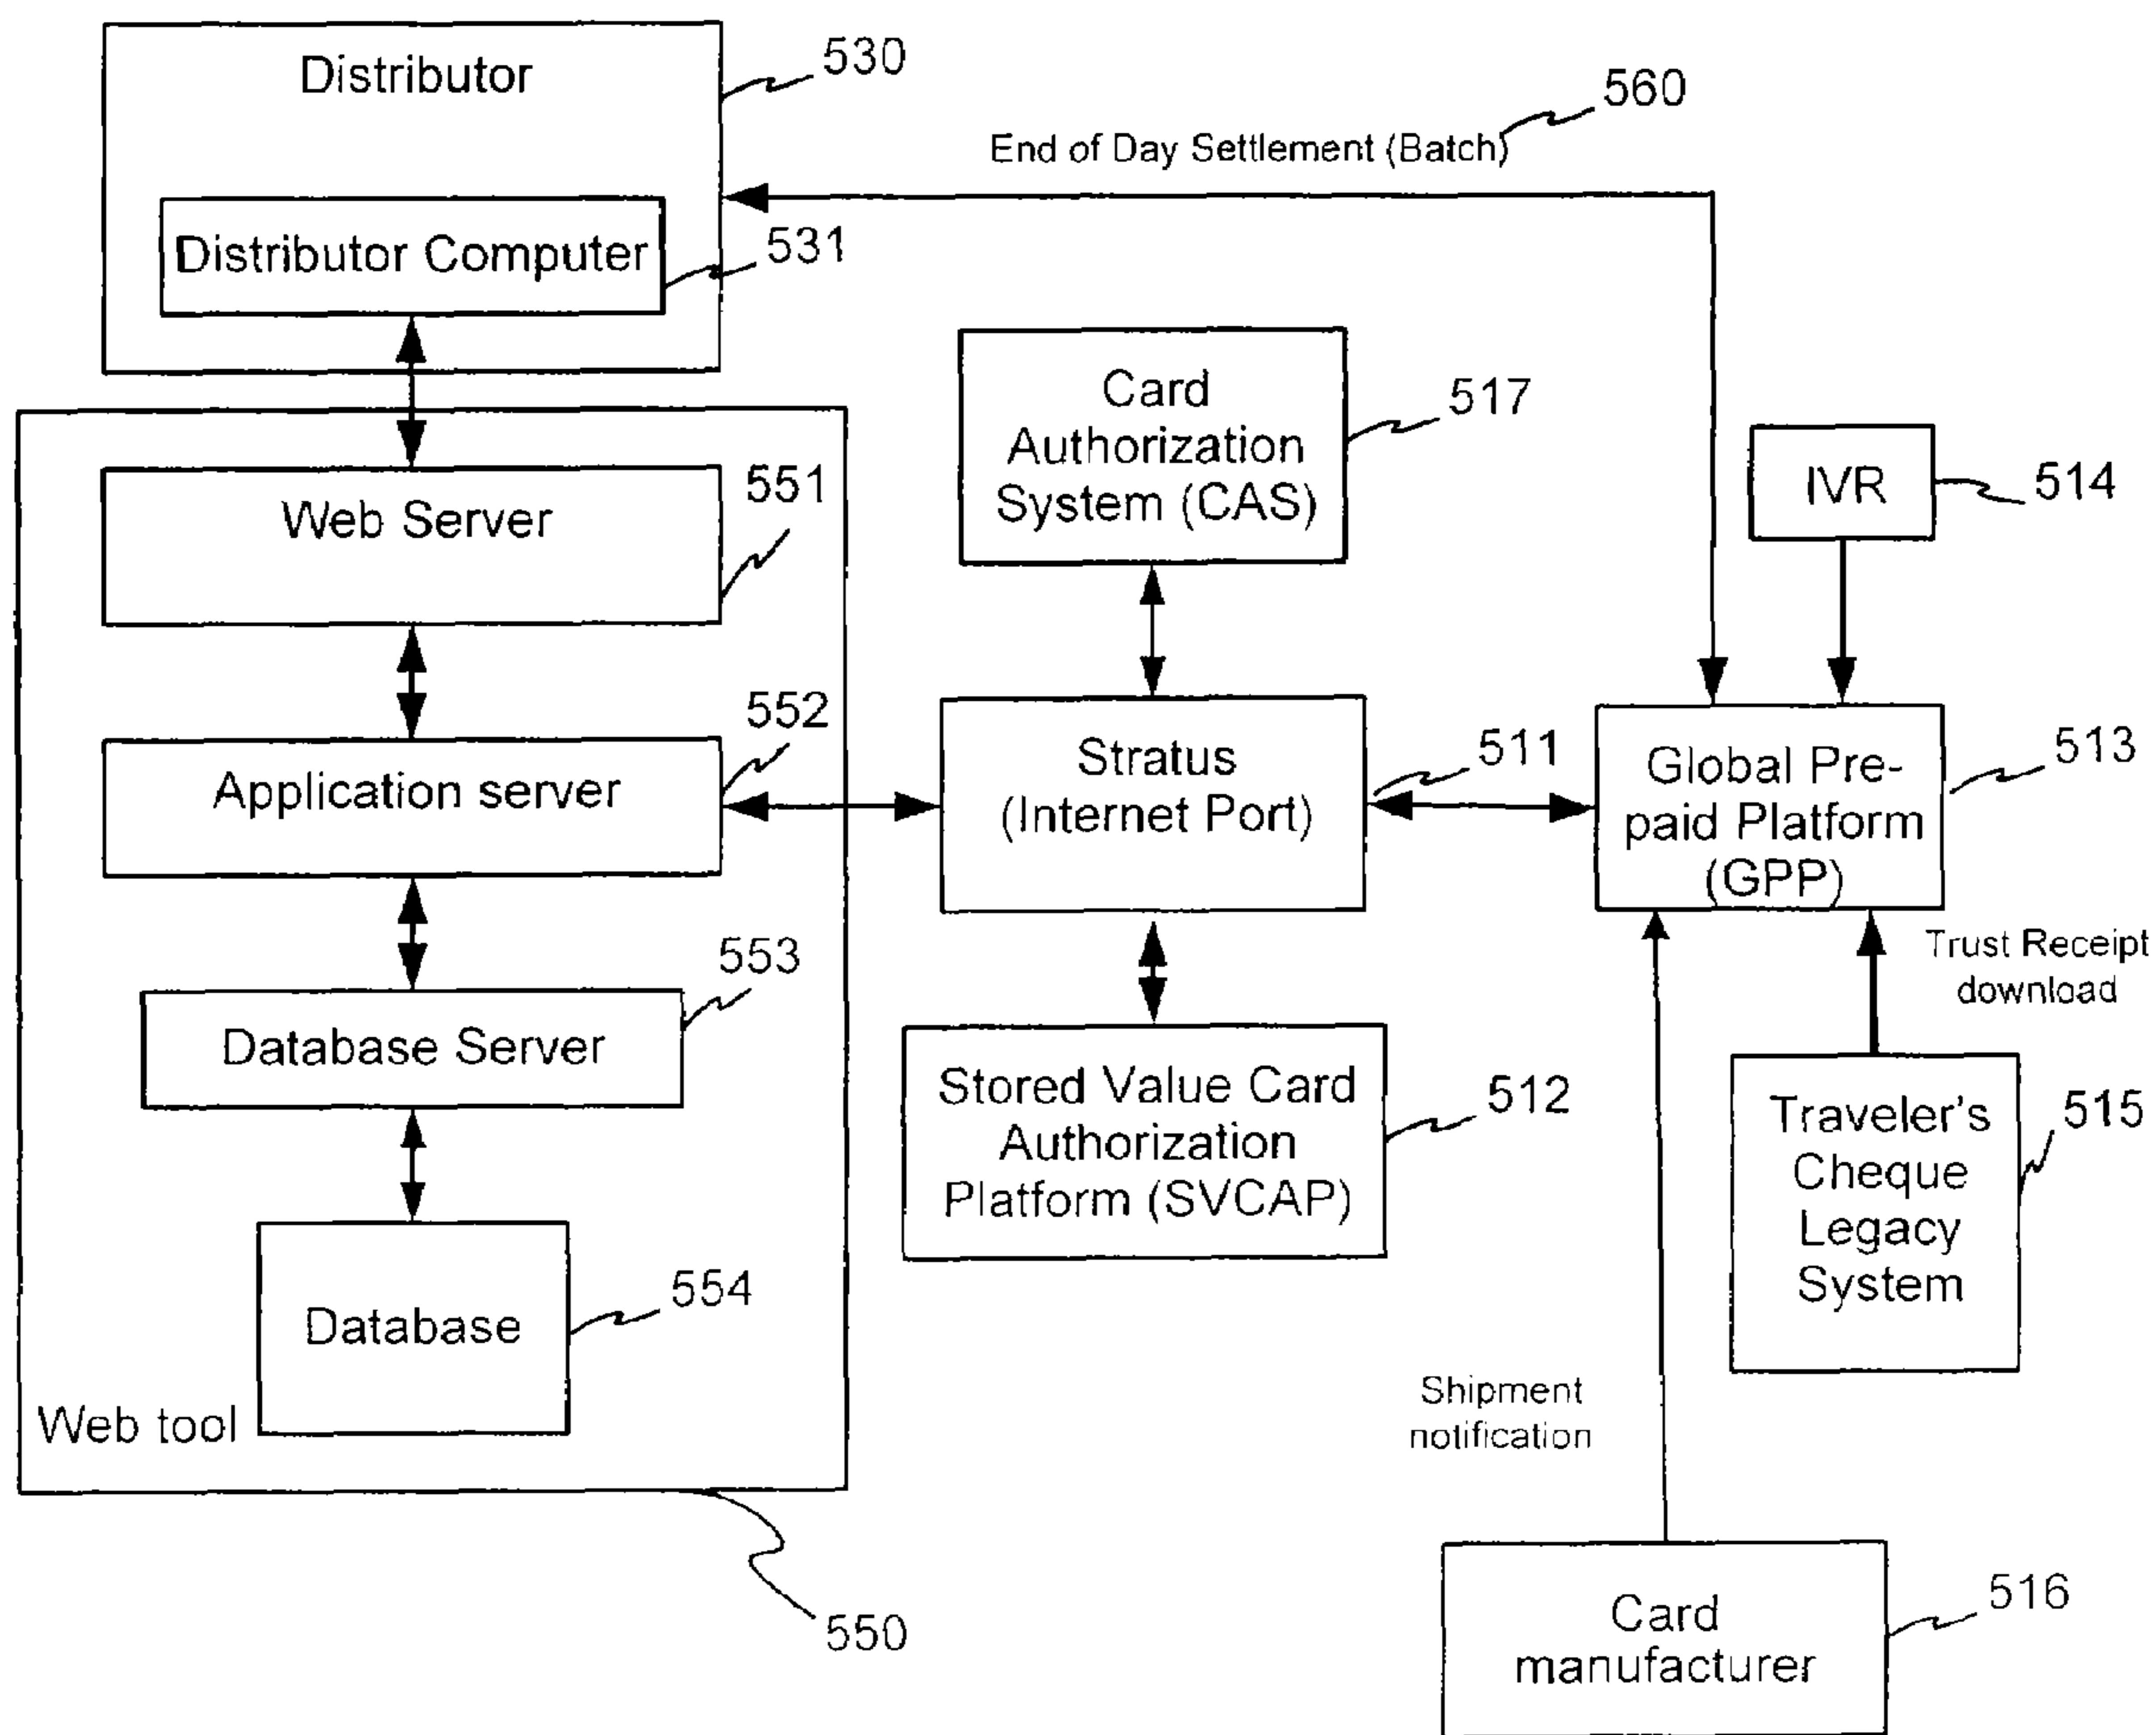 Distributor
530
560
End of Day Settlement (Batch)
Distributor Computer
531
Card
Authorization
System (CAS)
517
IVR
514
Web Server
551
552
Application server
Stratus
(Internet Port)
511
Global Pre-
paid Platform
(GPP)
513
Trust Receipt
download
553
Database Server
Stored Value Card
Authorization
Platform (SVCAP)
512
Traveler's
Cheque
Legacy
System
515
554
Database
Web tool
Shipment
notification
550
Card
manufacturer
516